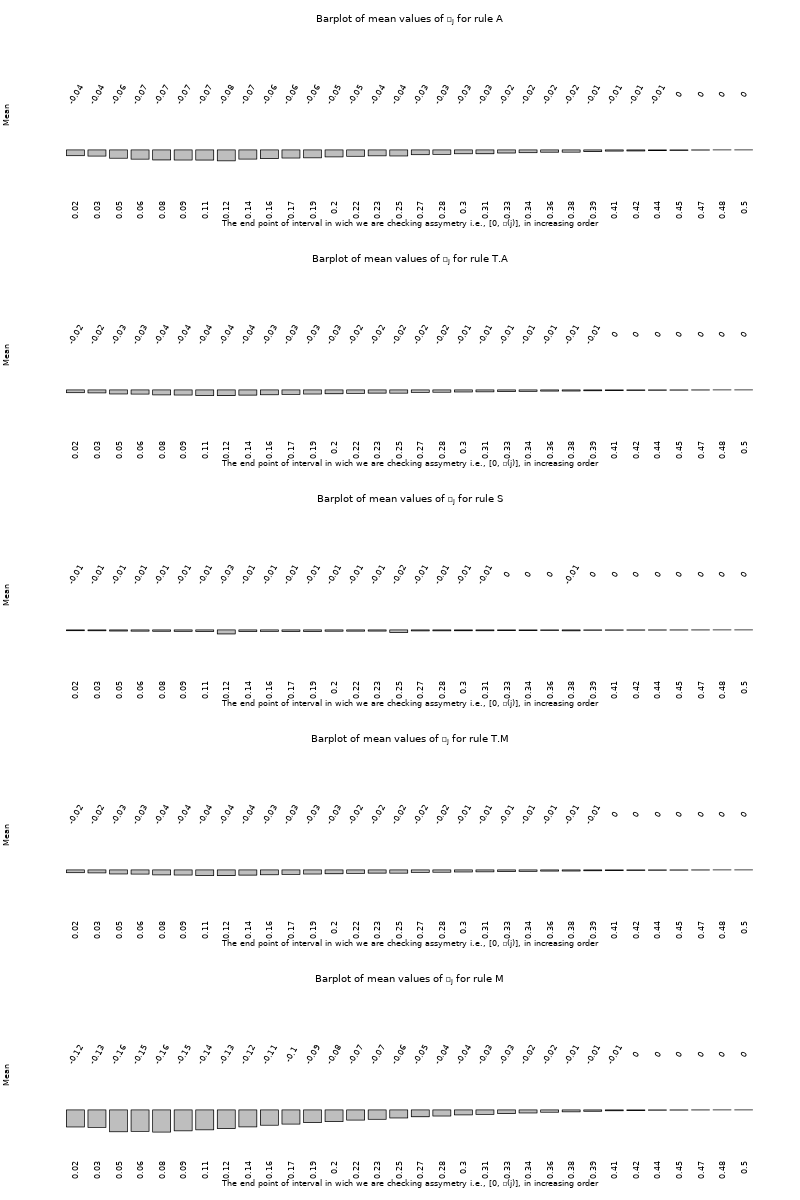 Barplot of mean values of □j for rule A
Mean
-0.04 -0.04 -0.06 -0.07 -0.07 -0.07 -0.07 -0.08 -0.07 -0.06 -0.06 -0.06 -0.05 -0.05 -0.04 -0.04 -0.03 -0.03 -0.03 -0.03 -0.02 -0.02 -0.02 -0.02 -0.01 -0.01 -0.01 -0.01 0 0 0 0
0.02 0.03 0.05 0.06 0.08 0.09 0.11 0.12 0.14 0.16 0.17 0.19 0.2 0.22 0.23 0.25 0.27 0.28 0.3 0.31 0.33 0.34 0.36 0.38 0.39 0.41 0.42 0.44 0.45 0.47 0.48 0.5
The end point of interval in wich we are checking assymetry i.e., [0, □(j)], in increasing order
Barplot of mean values of □j for rule T.A
Mean
-0.02 -0.02 -0.03 -0.03 -0.04 -0.04 -0.04 -0.04 -0.04 -0.03 -0.03 -0.03 -0.03 -0.02 -0.02 -0.02 -0.02 -0.02 -0.01 -0.01 -0.01 -0.01 -0.01 -0.01 -0.01 0 0 0 0 0 0 0
0.02 0.03 0.05 0.06 0.08 0.09 0.11 0.12 0.14 0.16 0.17 0.19 0.2 0.22 0.23 0.25 0.27 0.28 0.3 0.31 0.33 0.34 0.36 0.38 0.39 0.41 0.42 0.44 0.45 0.47 0.48 0.5
The end point of interval in wich we are checking assymetry i.e., [0, □(j)], in increasing order
Barplot of mean values of □j for rule S
Mean
-0.01 -0.01 -0.01 -0.01 -0.01 -0.01 -0.01 -0.03 -0.01 -0.01 -0.01 -0.01 -0.01 -0.01 -0.01 -0.02 -0.01 -0.01 -0.01 -0.01 0 0 0 -0.01 0 0 0 0 0 0 0 0
0.02 0.03 0.05 0.06 0.08 0.09 0.11 0.12 0.14 0.16 0.17 0.19 0.2 0.22 0.23 0.25 0.27 0.28 0.3 0.31 0.33 0.34 0.36 0.38 0.39 0.41 0.42 0.44 0.45 0.47 0.48 0.5
The end point of interval in wich we are checking assymetry i.e., [0, □(j)], in increasing order
Barplot of mean values of □j for rule T.M
Mean
-0.02 -0.02 -0.03 -0.03 -0.04 -0.04 -0.04 -0.04 -0.04 -0.03 -0.03 -0.03 -0.03 -0.02 -0.02 -0.02 -0.02 -0.02 -0.01 -0.01 -0.01 -0.01 -0.01 -0.01 -0.01 0 0 0 0 0 0 0
0.02 0.03 0.05 0.06 0.08 0.09 0.11 0.12 0.14 0.16 0.17 0.19 0.2 0.22 0.23 0.25 0.27 0.28 0.3 0.31 0.33 0.34 0.36 0.38 0.39 0.41 0.42 0.44 0.45 0.47 0.48 0.5
The end point of interval in wich we are checking assymetry i.e., [0, □(j)], in increasing order
Barplot of mean values of □j for rule M
Mean
-0.12 -0.13 -0.16 -0.15 -0.16 -0.15 -0.14 -0.13 -0.12 -0.11 -0.1 -0.09 -0.08 -0.07 -0.07 -0.06 -0.05 -0.04 -0.04 -0.03 -0.03 -0.02 -0.02 -0.01 -0.01 -0.01 0 0 0 0 0 0
0.02 0.03 0.05 0.06 0.08 0.09 0.11 0.12 0.14 0.16 0.17 0.19 0.2 0.22 0.23 0.25 0.27 0.28 0.3 0.31 0.33 0.34 0.36 0.38 0.39 0.41 0.42 0.44 0.45 0.47 0.48 0.5
The end point of interval in wich we are checking assymetry i.e., [0, □(j)], in increasing order